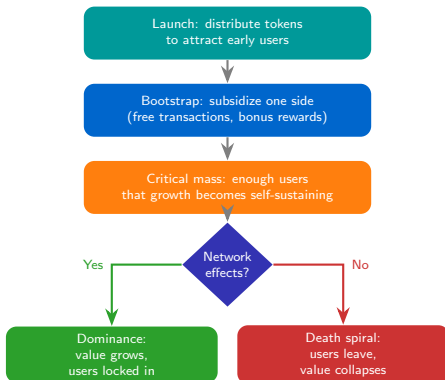 Launch: distribute tokens
to attract early users
Bootstrap: subsidize one side
(free transactions, bonus rewards)
Critical mass: enough users
that growth becomes self-sustaining
Network
effects?
Yes
No
Dominance:
value grows,
users locked in
Death spiral:
users leave,
value collapses